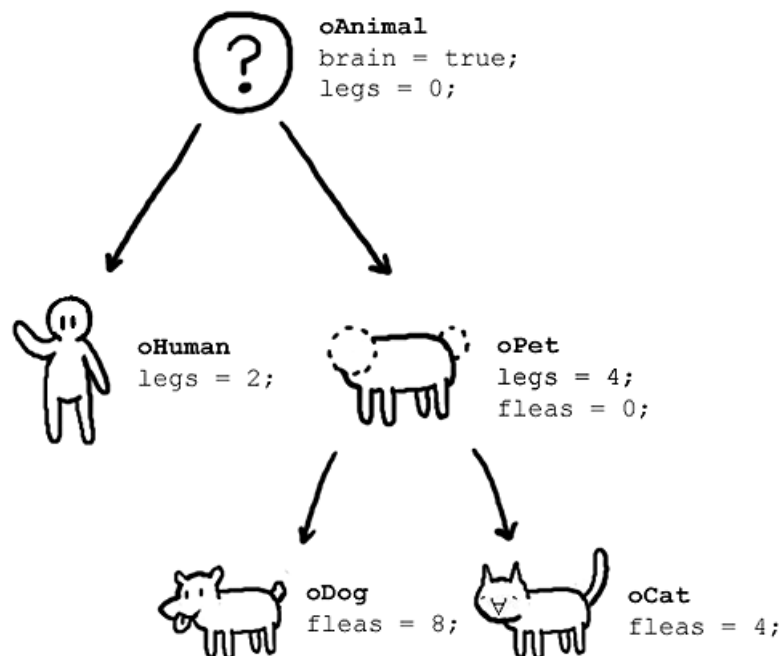 ?
oAnimal
brain = true;
legs = 0;
oHuman
legs = 2;
oPet
legs = 4;
fleas = 0;
oDog
fleas = 8;
oCat
fleas = 4;